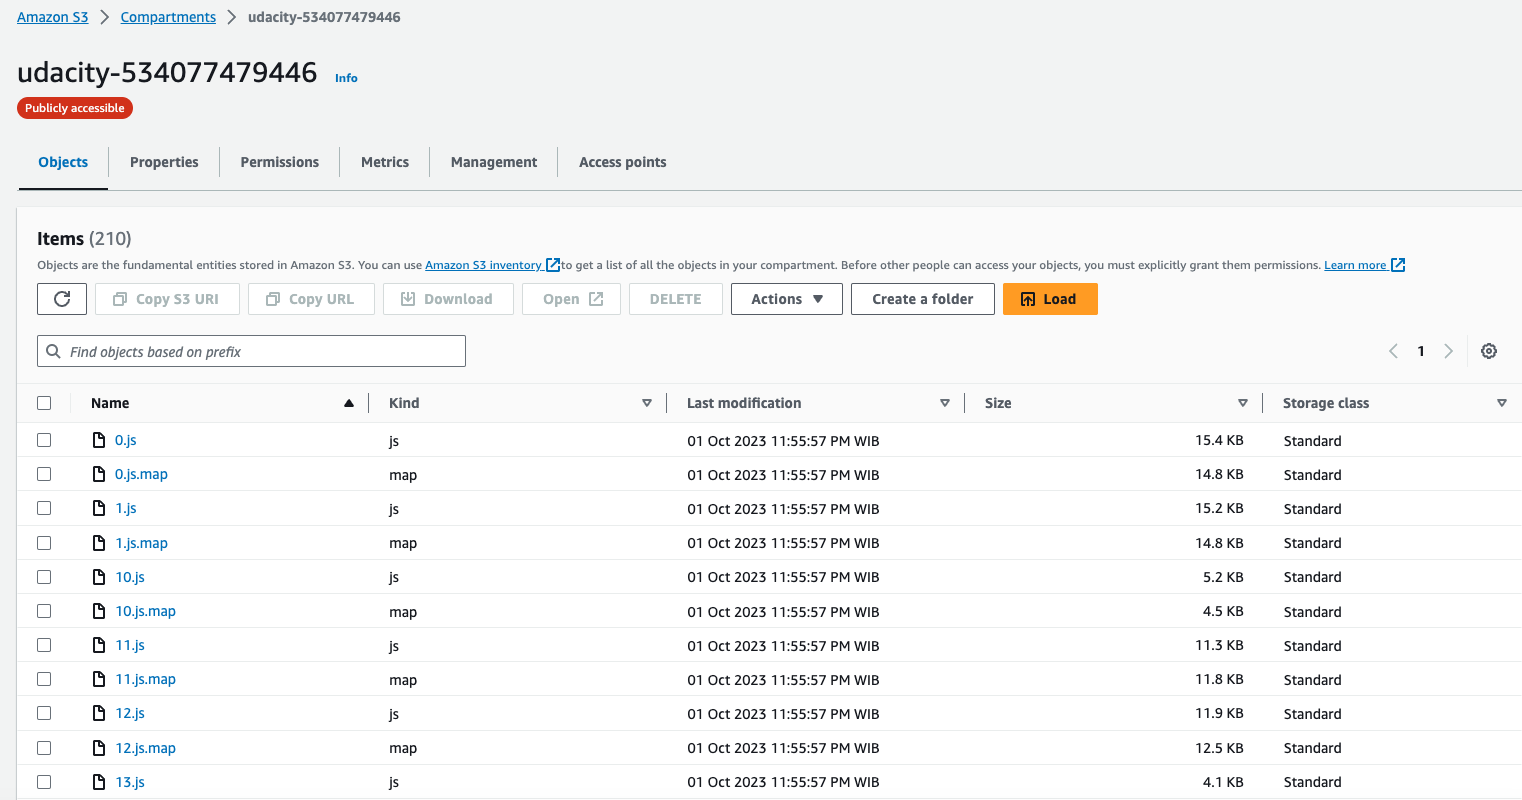 Amazon S3 > Compartments > udacity-534077479446
udacity-534077479446 Info
Publicly accessible
Objects Properties Permissions Metrics Management Access points
Items (210)
Objects are the fundamental entities stored in Amazon S3. You can use Amazon S3 inventory to get a list of all the objects in your compartment. Before other people can access your objects, you must explicitly grant them permissions. Learn more
Copy S3 URI Copy URL Download Open DELETE Actions Create a folder Load
Find objects based on prefix 1
Name Kind Last modification Size Storage class
0.js js 01 Oct 2023 11:55:57 PM WIB 15.4 KB Standard
0.js.map map 01 Oct 2023 11:55:57 PM WIB 14.8 KB Standard
1.js js 01 Oct 2023 11:55:57 PM WIB 15.2 KB Standard
1.js.map map 01 Oct 2023 11:55:57 PM WIB 14.8 KB Standard
10.js js 01 Oct 2023 11:55:57 PM WIB 5.2 KB Standard
10.js.map map 01 Oct 2023 11:55:57 PM WIB 4.5 KB Standard
11.js js 01 Oct 2023 11:55:57 PM WIB 11.3 KB Standard
11.js.map map 01 Oct 2023 11:55:57 PM WIB 11.8 KB Standard
12.js js 01 Oct 2023 11:55:57 PM WIB 11.9 KB Standard
12.js.map map 01 Oct 2023 11:55:57 PM WIB 12.5 KB Standard
13.js js 01 Oct 2023 11:55:57 PM WIB 4.1 KB Standard